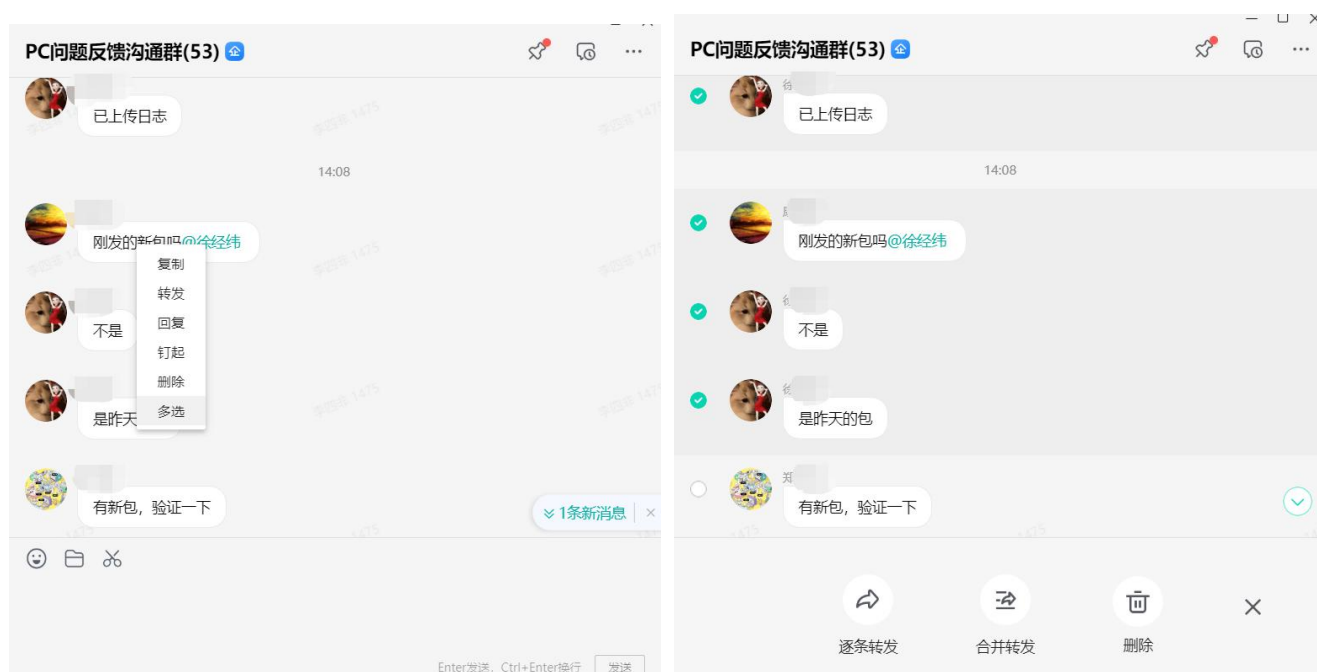 PC问题反馈沟通群(53)
已上传日志
14:08
刚发的新包吗@徐经纬
复制
转发
不是
回复
钉起
删除
是昨天
多选
有新包，验证一下
1条新消息
Enter发送，Ctrl+Enter换行
发送
PC问题反馈沟通群(53)
已上传日志
14:08
刚发的新包吗@徐经纬
不是
是昨天的包
郑
有新包，验证一下
逐条转发
合并转发
删除